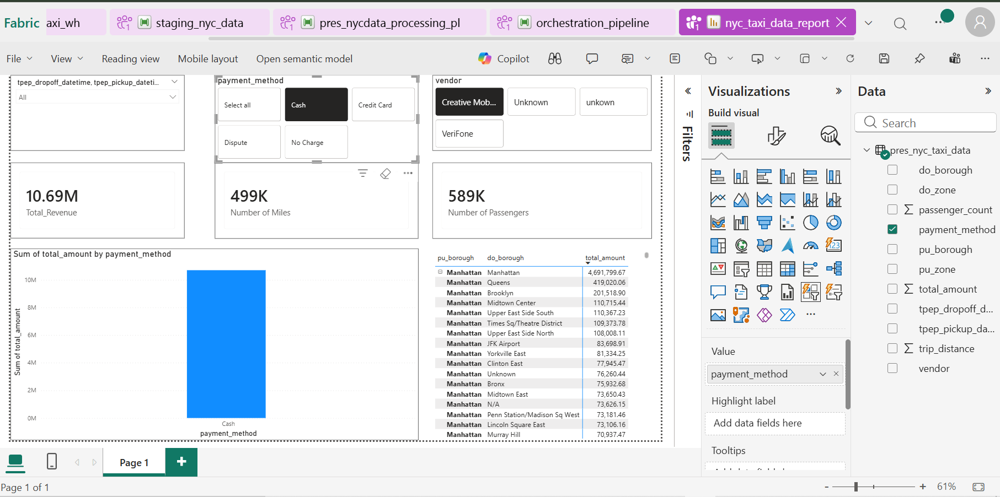 Fabric
axi_wh
1
staging_nyc_data
1
pres_nycdata_processing_pl
1
orchestration_pipeline
1
nyc_taxi_data_report
File
View
Reading view
Mobile layout
Open semantic model
Copilot
tpep_dropoff_datetime, tpep_pickup_dateti...
All
payment_method
Select all
Cash
Credit Card
Dispute
No Charge
vendor
Creative Mob...
Unknown
unkown
VeriFone
10.69M
Total_Revenue
499K
Number of Miles
589K
Number of Passengers
Sum of total_amount by payment_method
Sum of total_amount
10M
8M
6M
4M
2M
0M
Cash
payment_method
pu_borough do_borough total_amount
Manhattan Manhattan 4,691,799.67
Manhattan Queens 419,020.06
Manhattan Brooklyn 201,518.90
Manhattan Midtown Center 110,715.44
Manhattan Upper East Side South 110,367.23
Manhattan Times Sq/Theatre District 109,373.78
Manhattan Upper East Side North 108,008.11
Manhattan JFK Airport 83,698.91
Manhattan Yorkville East 81,334.25
Manhattan Clinton East 77,945.47
Manhattan Unknown 76,260.44
Manhattan Bronx 75,932.68
Manhattan Midtown East 73,650.43
Manhattan N/A 73,626.15
Manhattan Penn Station/Madison Sq West 73,181.46
Manhattan Lincoln Square East 73,106.16
Manhattan Murray Hill 70,937.47
Filters
Visualizations
Build visual
123
Value
payment_method
Highlight label
Add data fields here
Tooltips
Data
Search
pres_nyc_taxi_data
do_borough
do_zone
passenger_count
payment_method
pu_borough
pu_zone
total_amount
tpep_dropoff_d...
tpep_pickup_da...
trip_distance
vendor
Page 1
Page 1 of 1
61%